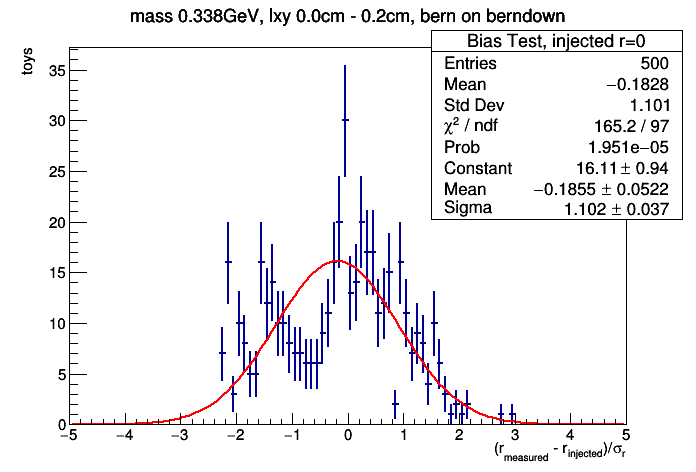 mass 0.338GeV, lxy 0.0cm - 0.2cm, bern on berndown
Bias Test, injected r=0
Entries 500
Mean −0.1828
Std Dev 1.101
χ² / ndf 165.2 / 97
Prob 1.951e−05
Constant 16.11 ± 0.94
Mean −0.1855 ± 0.0522
Sigma 1.102 ± 0.037
toys
35
30
25
20
15
10
5
0
−5 −4 −3 −2 −1 0 1 2 3 4 5
(r_measured - r_injected)/σ_r